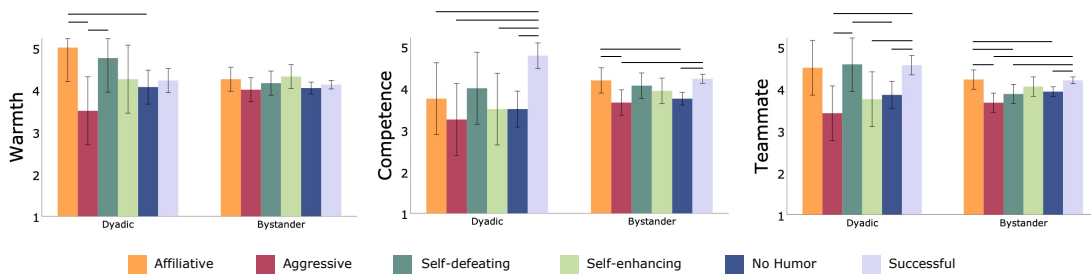 Warmth
5
4
3
2
1
Dyadic
Bystander
Competence
5
4
3
2
1
Dyadic
Bystander
Teammate
5
4
3
2
1
Dyadic
Bystander
Affiliative
Aggressive
Self-defeating
Self-enhancing
No Humor
Successful